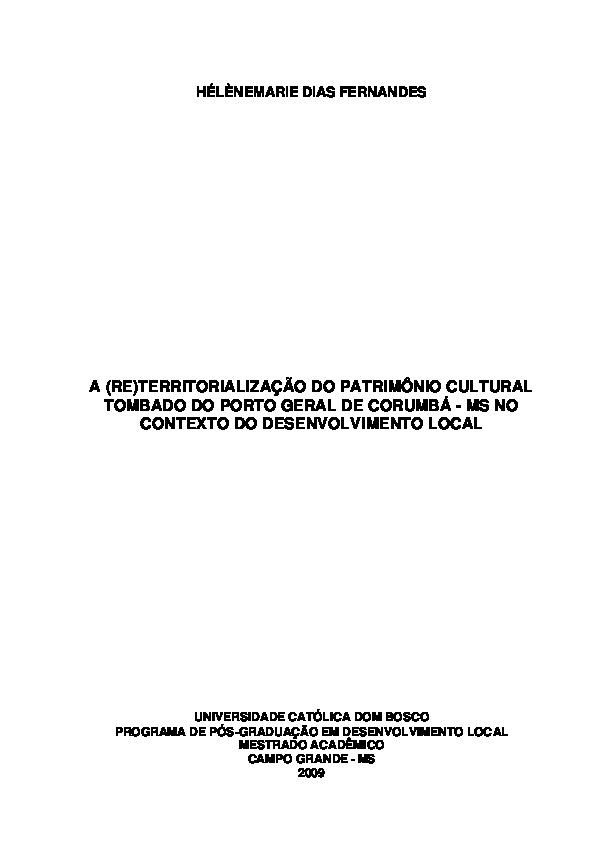 HÉLÈNEMARIE DIAS FERNANDES
A (RE)TERRITORIALIZAÇÃO DO PATRIMÔNIO CULTURAL
TOMBADO DO PORTO GERAL DE CORUMBÁ - MS NO
CONTEXTO DO DESENVOLVIMENTO LOCAL
UNIVERSIDADE CATÓLICA DOM BOSCO
PROGRAMA DE PÓS-GRADUAÇÃO EM DESENVOLVIMENTO LOCAL
MESTRADO ACADÊMICO
CAMPO GRANDE - MS
2009